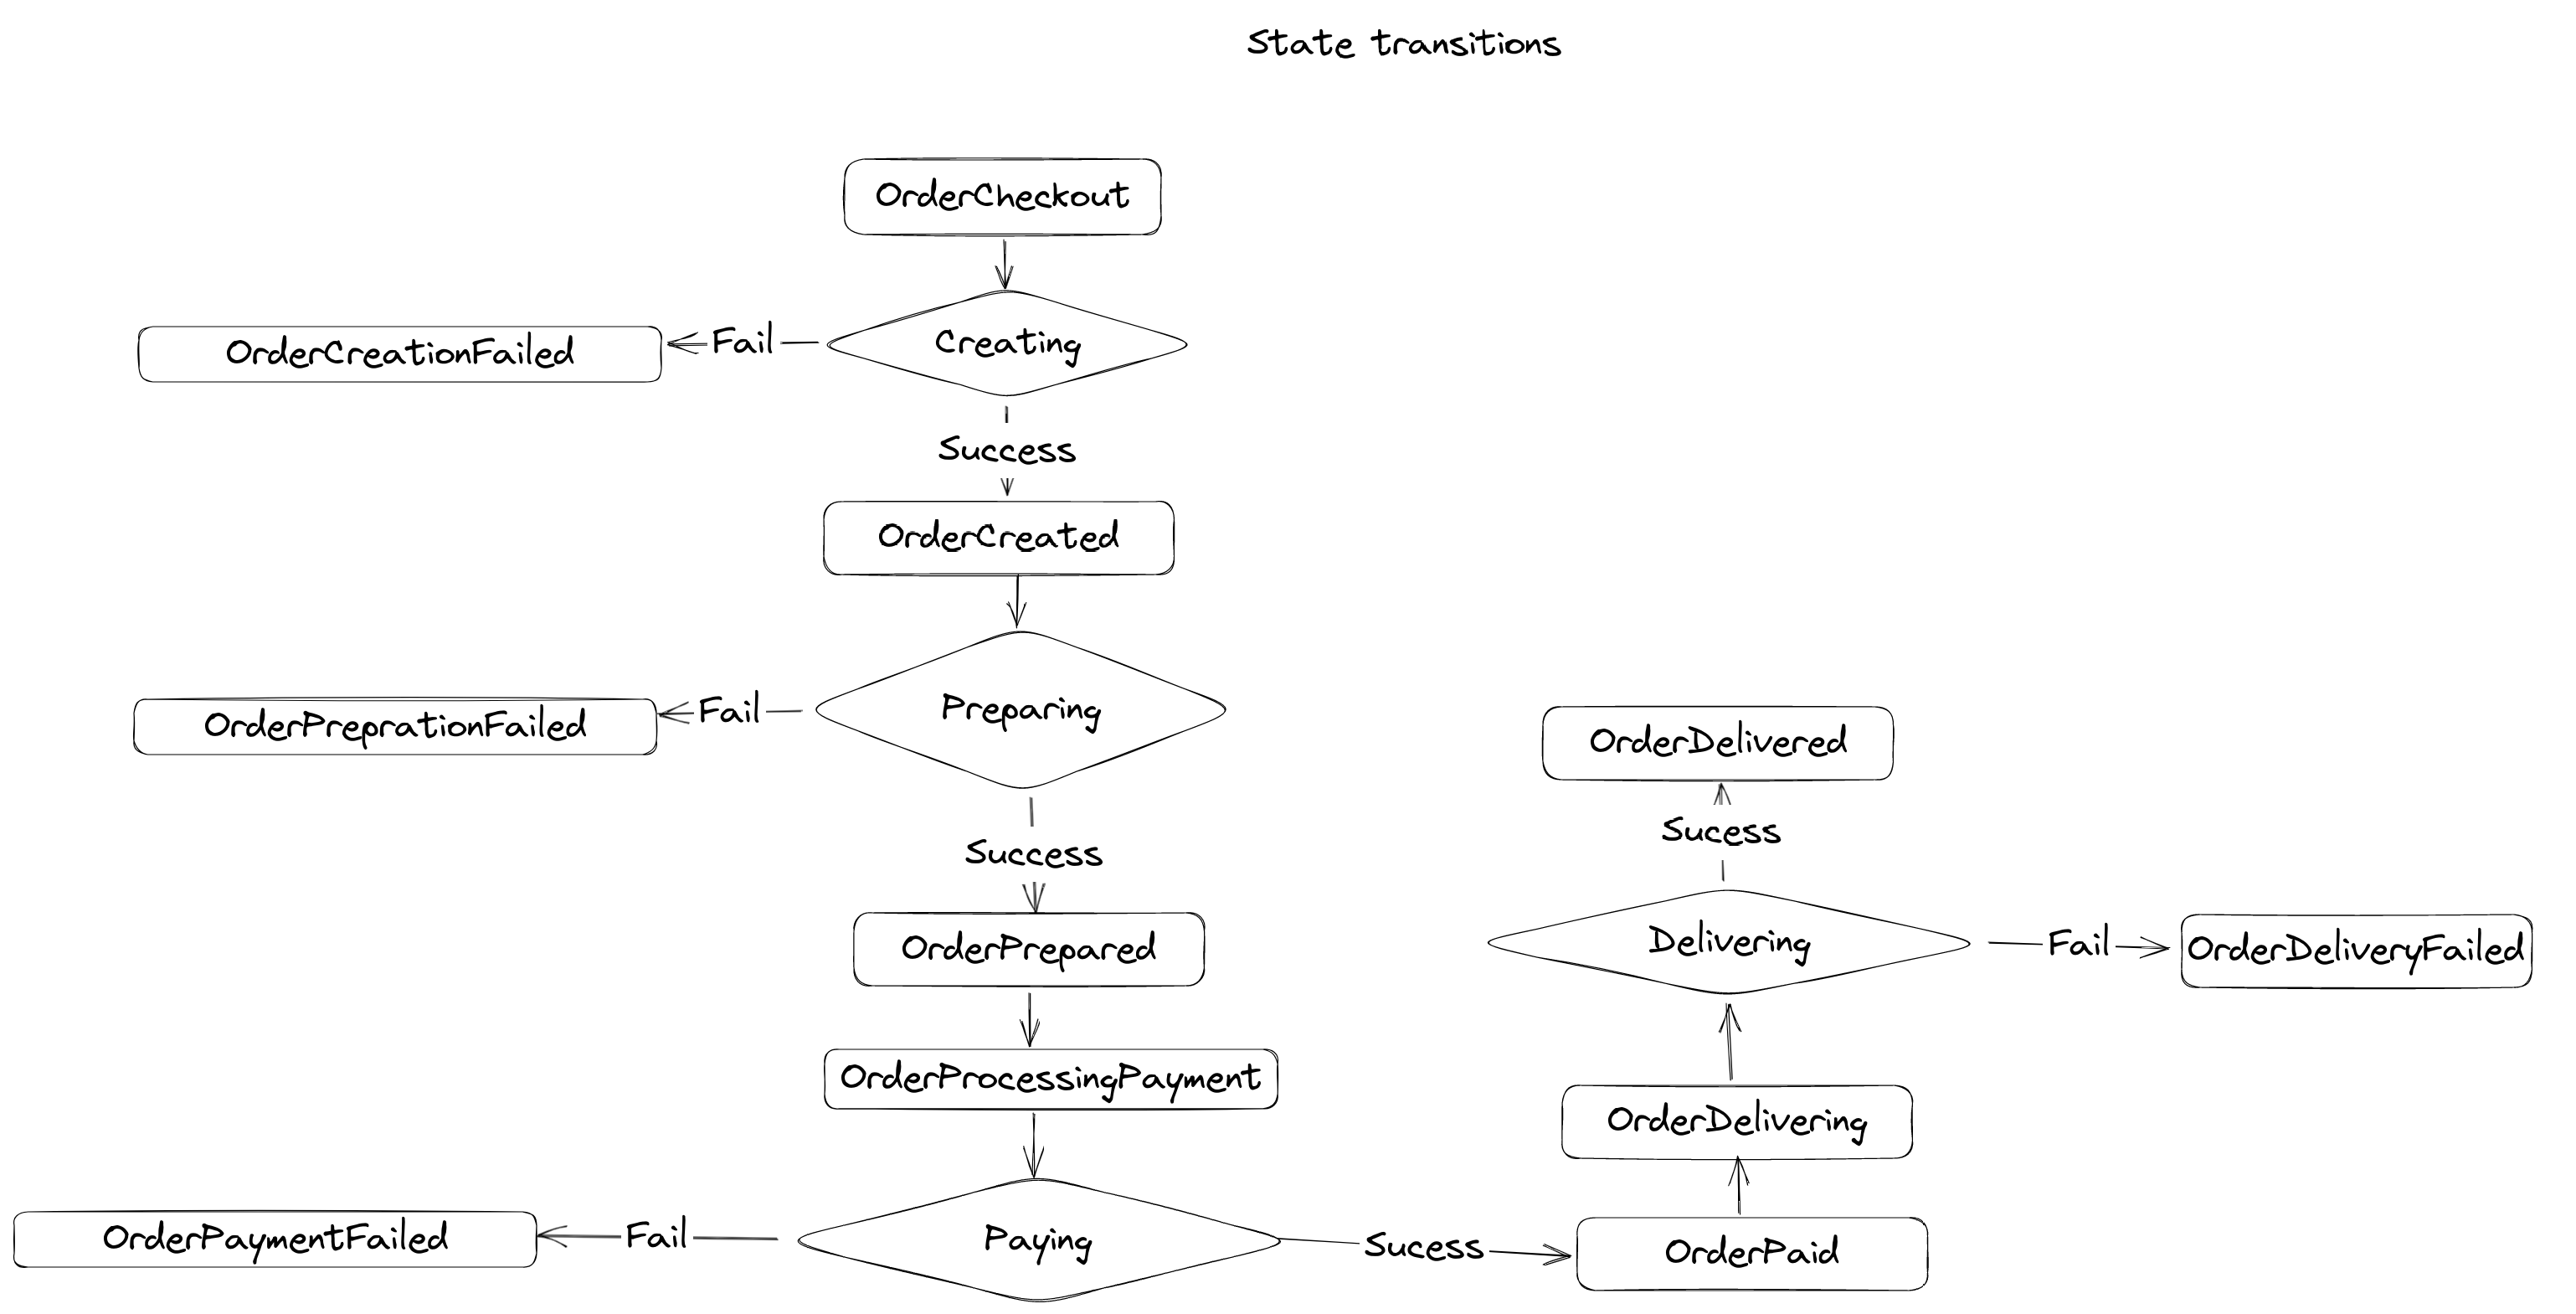 State transitions
OrderCheckout
Creating
Fail
OrderCreationFailed
Success
OrderCreated
Preparing
Fail
OrderPreprationFailed
Success
OrderPrepared
OrderProcessingPayment
Paying
Fail
OrderPaymentFailed
Sucess
OrderPaid
OrderDelivering
Delivering
Fail
OrderDeliveryFailed
Sucess
OrderDelivered